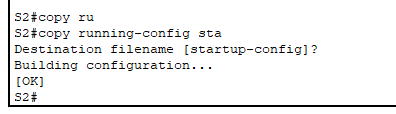 S2#copy ru
S2#copy running-config sta
Destination filename [startup-config]?
Building configuration...
[OK]
S2#